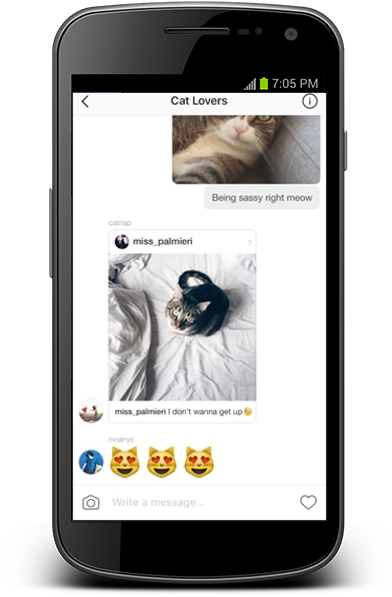 7:05 PM
Cat Lovers
Being sassy right meow
catnap
miss_palmieri
miss_palmieri I don't wanna get up
ninanyc
Write a message...